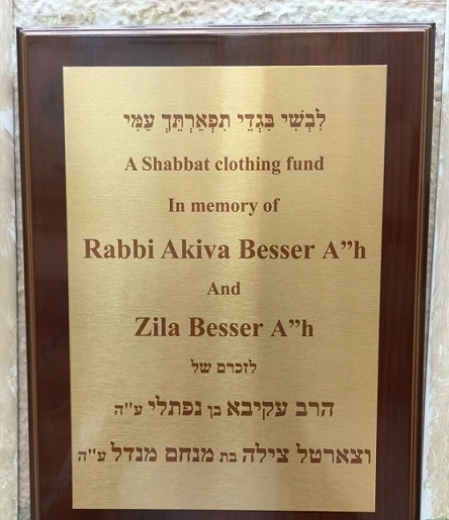 לִבְשִׁי בִּגְדֵי תִפְאַרְתֵּךְ עַמִּי
A Shabbat clothing fund
In memory of
Rabbi Akiva Besser A”h
And
Zila Besser A”h
לזכרם של
הרב עקיבא בן נפתלי ע"ה
וצארטל צילה בת מנחם מנדל ע"ה